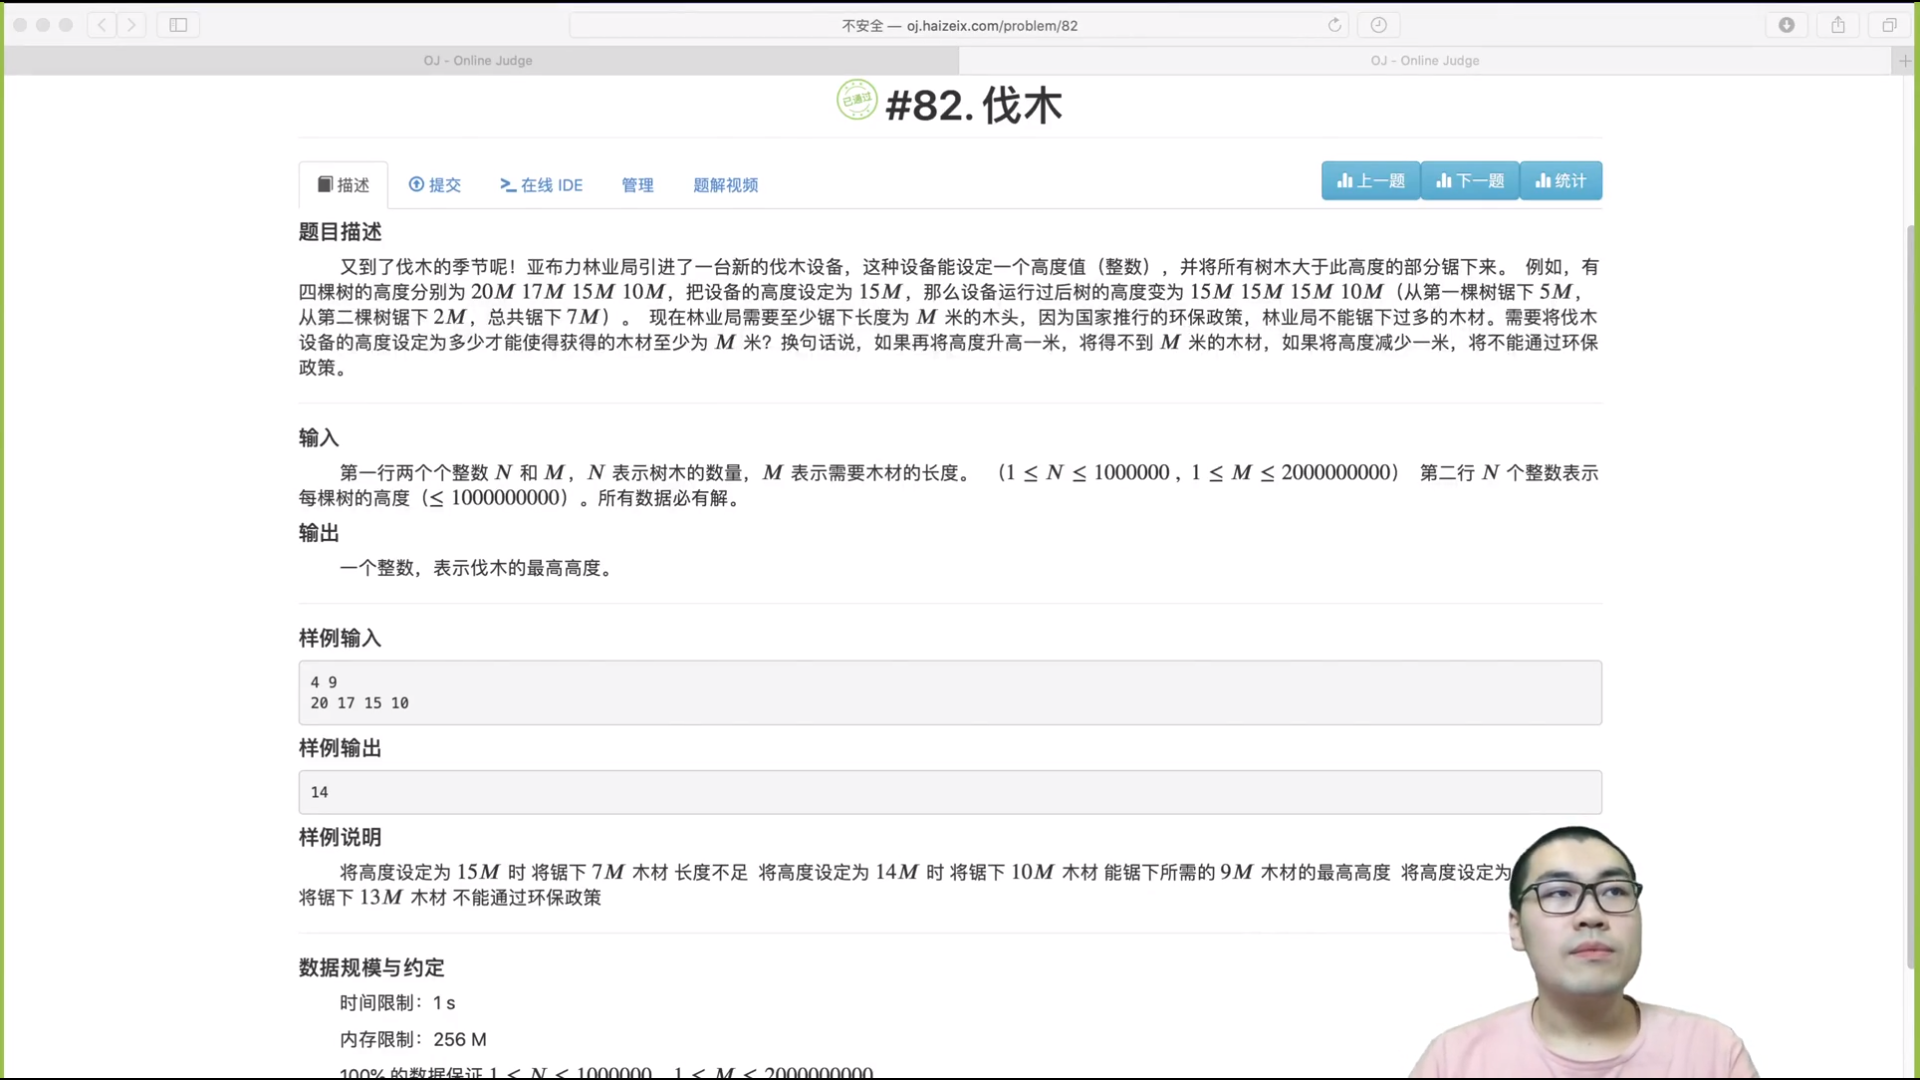 不安全 — oj.haizeix.com/problem/82
OJ - Online Judge
OJ - Online Judge
已通过
#82. 伐木
描述
提交
在线 IDE
管理
题解视频
上一题
下一题
统计
题目描述
又到了伐木的季节呢！亚布力林业局引进了一台新的伐木设备，这种设备能设定一个高度值（整数），并将所有树木大于此高度的部分锯下来。 例如，有
四棵树的高度分别为 20M 17M 15M 10M，把设备的高度设定为 15M，那么设备运行过后树的高度变为 15M 15M 15M 10M（从第一棵树锯下 5M，
从第二棵树锯下 2M，总共锯下 7M）。 现在林业局需要至少锯下长度为 M 米的木头，因为国家推行的环保政策，林业局不能锯下过多的木材。需要将伐木
设备的高度设定为多少才能使得获得的木材至少为 M 米？换句话说，如果再将高度升高一米，将得不到 M 米的木材，如果将高度减少一米，将不能通过环保
政策。
输入
第一行两个个整数 N 和 M，N 表示树木的数量，M 表示需要木材的长度。 （1 ≤ N ≤ 1000000 , 1 ≤ M ≤ 2000000000） 第二行 N 个整数表示
每棵树的高度（≤ 1000000000）。所有数据必有解。
输出
一个整数，表示伐木的最高高度。
样例输入
4 9
20 17 15 10
样例输出
14
样例说明
将高度设定为 15M 时 将锯下 7M 木材 长度不足 将高度设定为 14M 时 将锯下 10M 木材 能锯下所需的 9M 木材的最高高度 将高度设定为
将锯下 13M 木材 不能通过环保政策
数据规模与约定
时间限制：1 s
内存限制：256 M
100% 的数据保证 1 ≤ N ≤ 1000000，1 ≤ M ≤ 2000000000